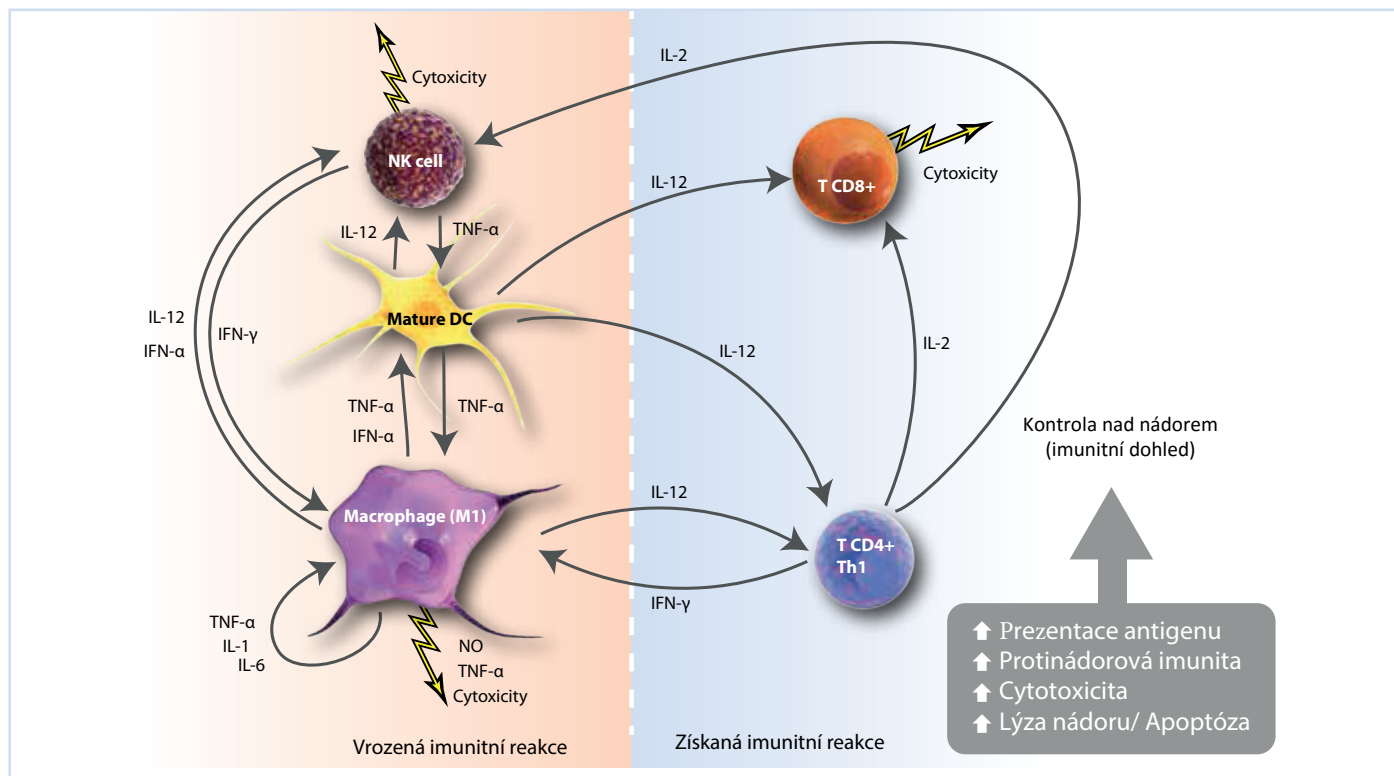 IL-2
Cytoxicity
NK cell
T CD8+
Cytoxicity
IL-12
IL-12
TNF-α
Mature DC
IL-12
IFN-α
IFN-γ
IL-12
IL-2
TNF-α
IFN-α
TNF-α
Kontrola nad nádorem
(imunitní dohled)
Macrophage (M1)
IL-12
T CD4+
Th1
IFN-γ
TNF-α
IL-1
IL-6
NO
TNF-α
Cytoxicity
Prezentace antigenu
Protinádorová imunita
Cytotoxicita
Lýza nádoru/ Apoptóza
Vrozená imunitní reakce
Získaná imunitní reakce